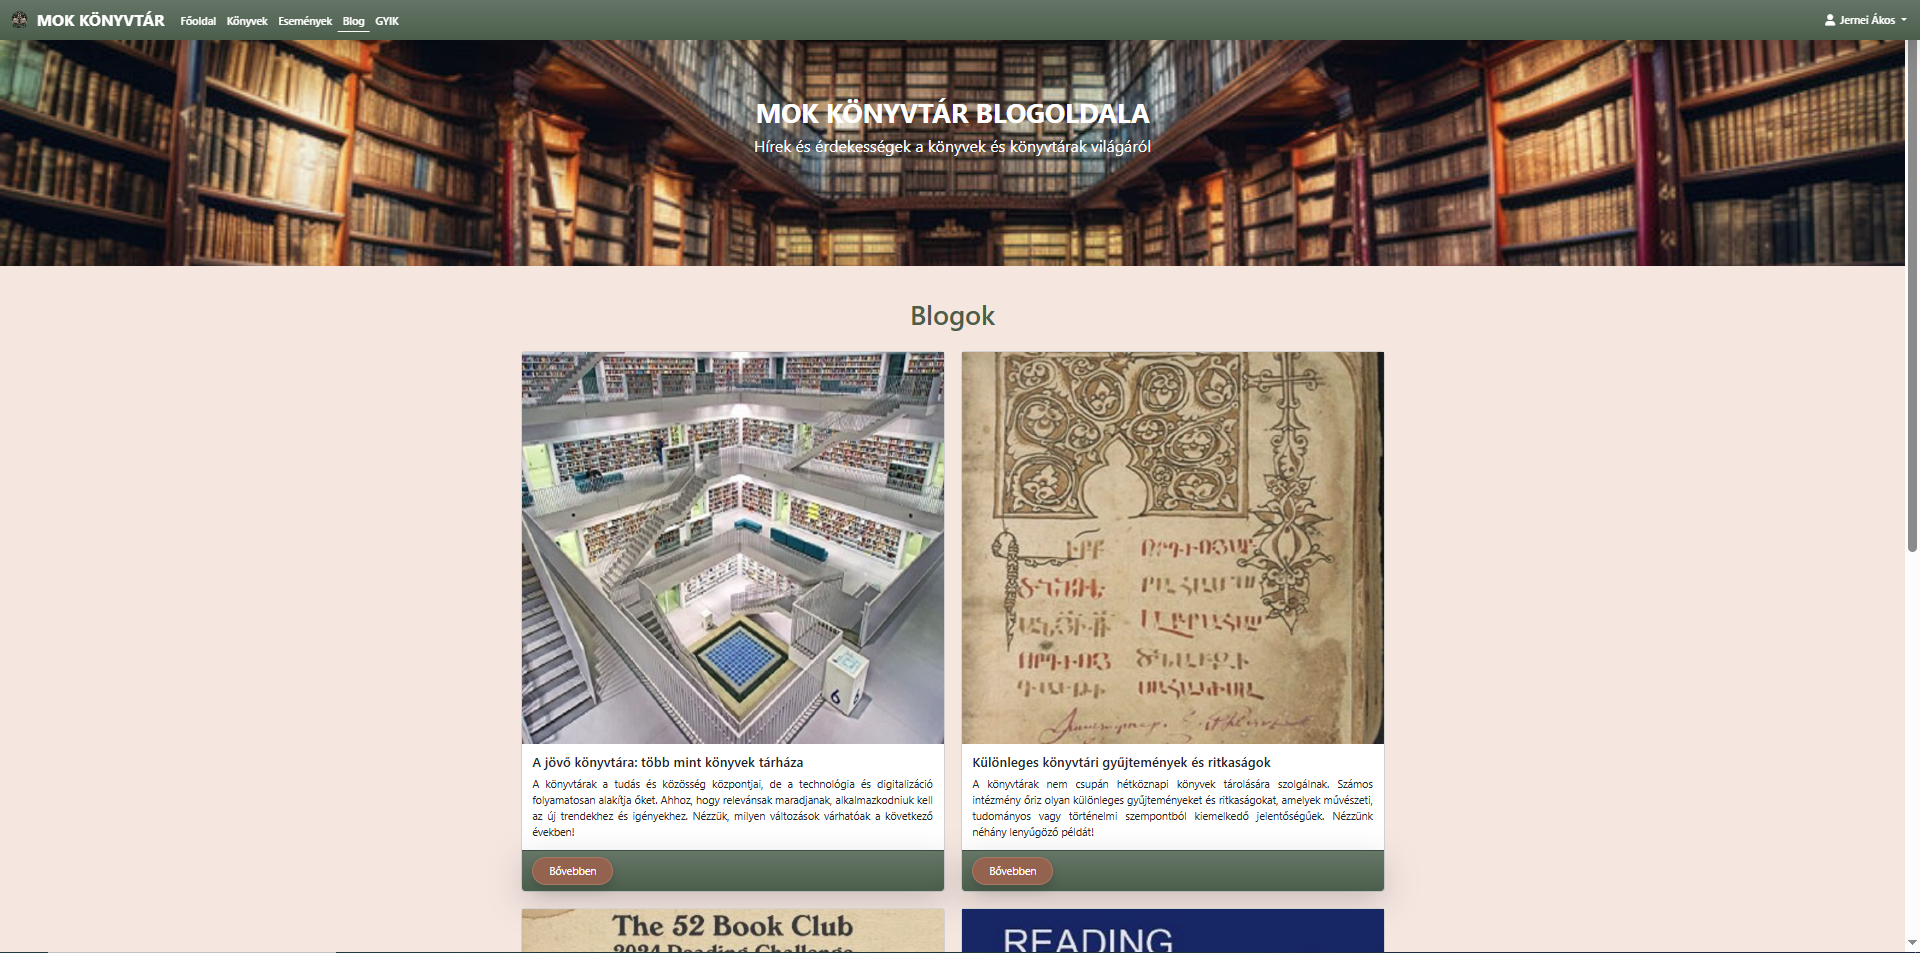 MOK KÖNYVTÁR Főoldal Könyvek Események Blog GYIK Jernei Ákos
MOK KÖNYVTÁR BLOGOLDALA
Hírek és érdekességek a könyvek és könyvtárak világáról
Blogok
6
A jövő könyvtára: több mint könyvek tárháza
A könyvtárak a tudás és közösség központjai, de a technológia és digitalizáció
folyamatosan alakítja őket. Ahhoz, hogy relevánsak maradjanak, alkalmazkodniuk kell
az új trendekhez és igényekhez. Nézzük, milyen változások várhatóak a következő
években!
Bővebben
Különleges könyvtári gyűjtemények és ritkaságok
A könyvtárak nem csupán hétköznapi könyvek tárolására szolgálnak. Számos
intézmény őriz olyan különleges gyűjteményeket és ritkaságokat, amelyek művészeti,
tudományos vagy történelmi szempontból kiemelkedő jelentőségűek. Nézzünk
néhány lenyűgöző példát!
Bővebben
The 52 Book Club
2024 Reading Challenge
READING